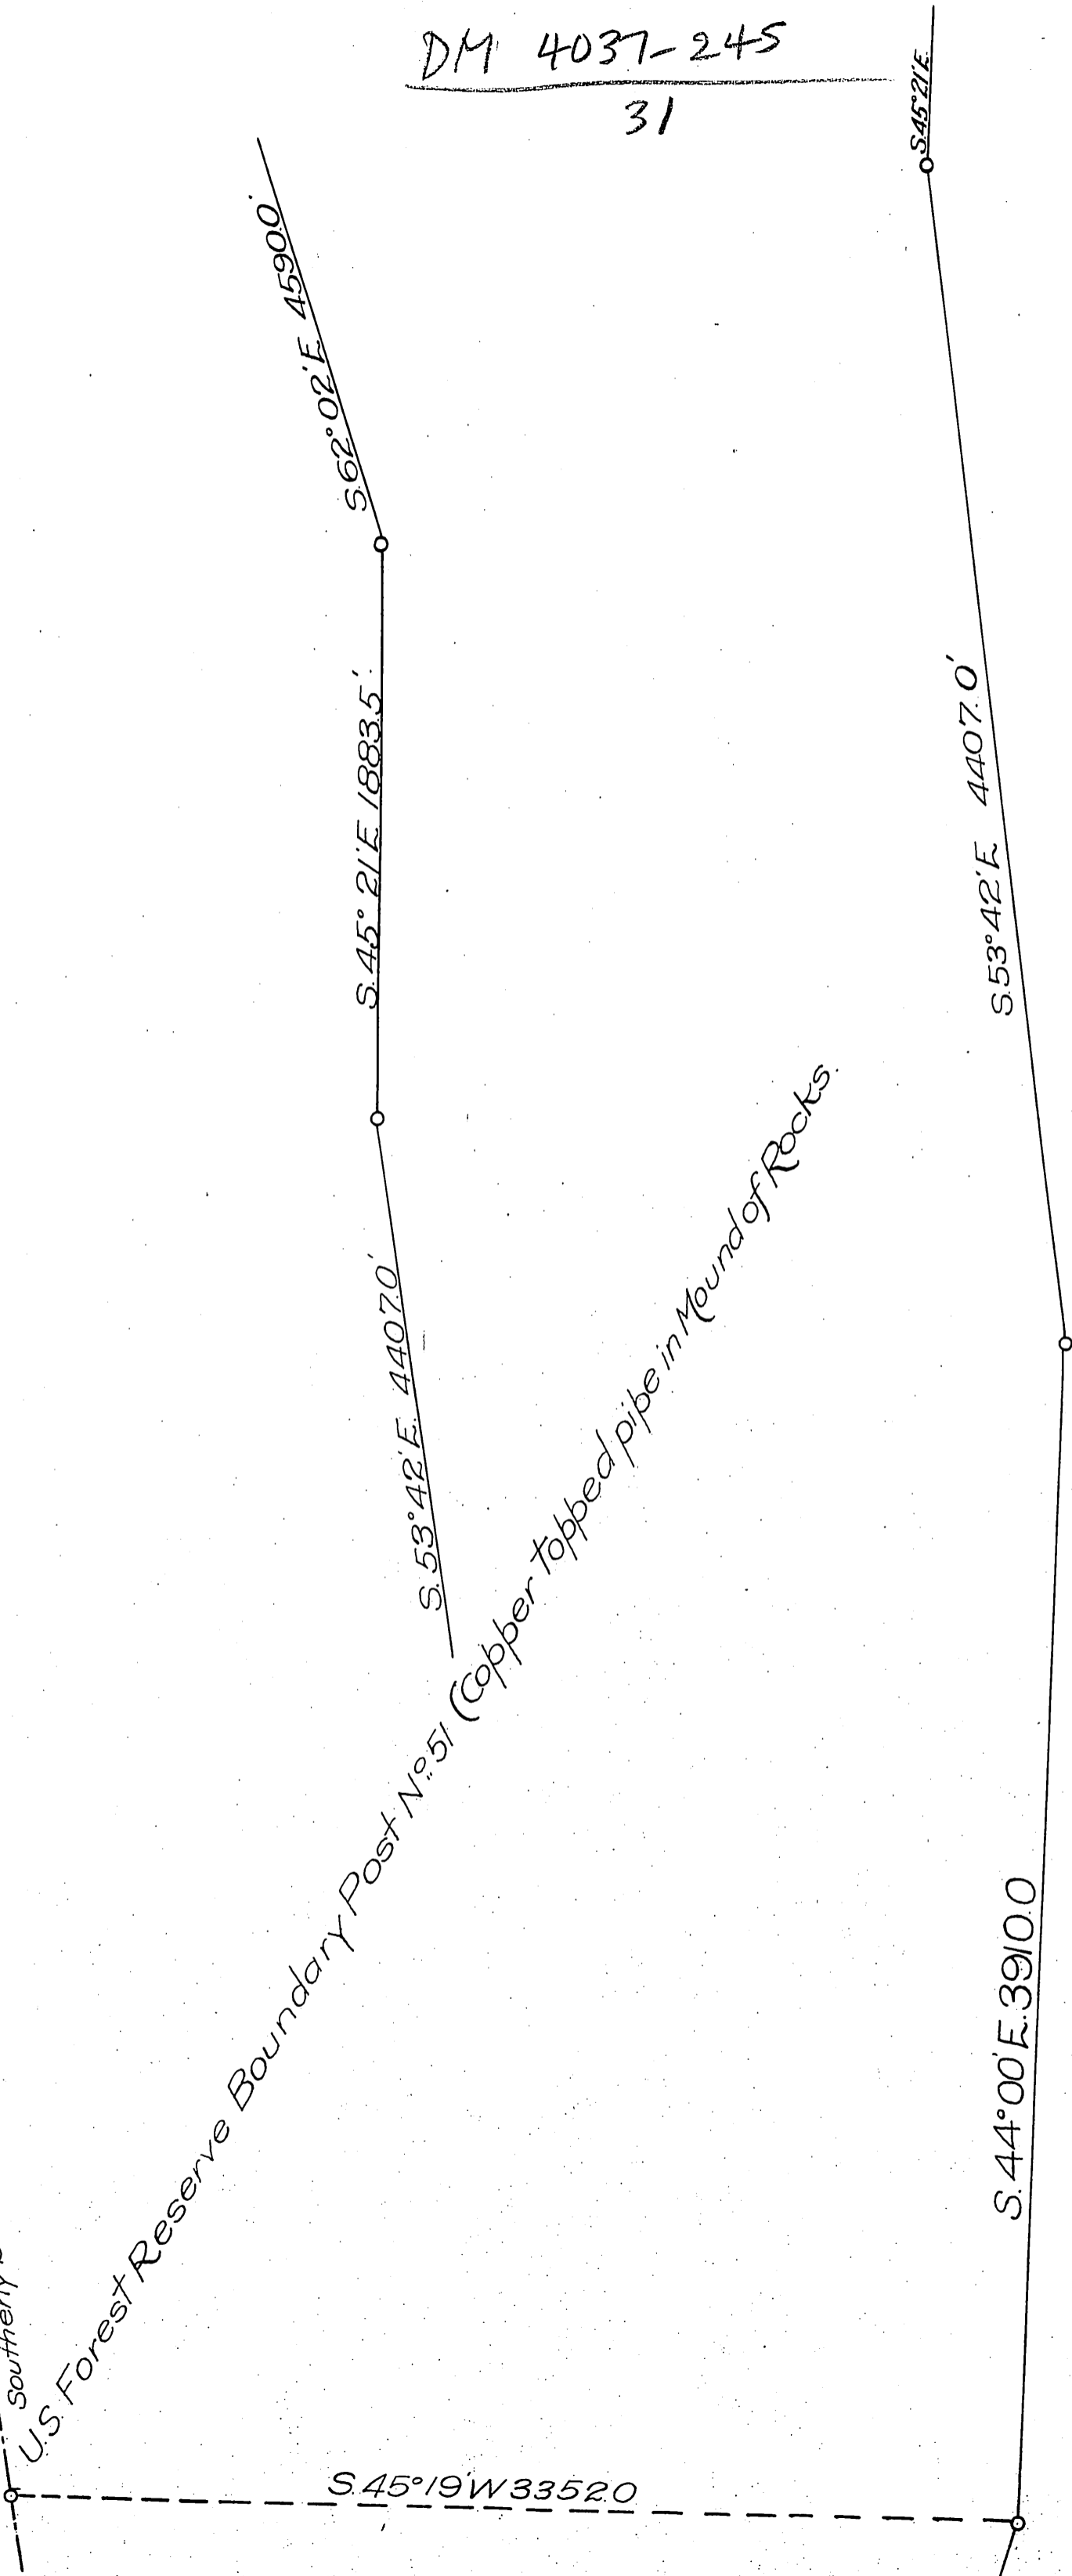 DM 4037-245
31
S.45°21'E.
S.62°02'E. 4590.0'
S.45°21'E. 1883.5'
S.53°42'E. 4407.0'
S.53°42'E. 4407.0'
U.S. Forest Reserve Boundary Post No. 51 (Copper topped pipe in Mound of Rocks.
S.44°00'E. 3910.0
Southerly
S.45°19'W 3352.0